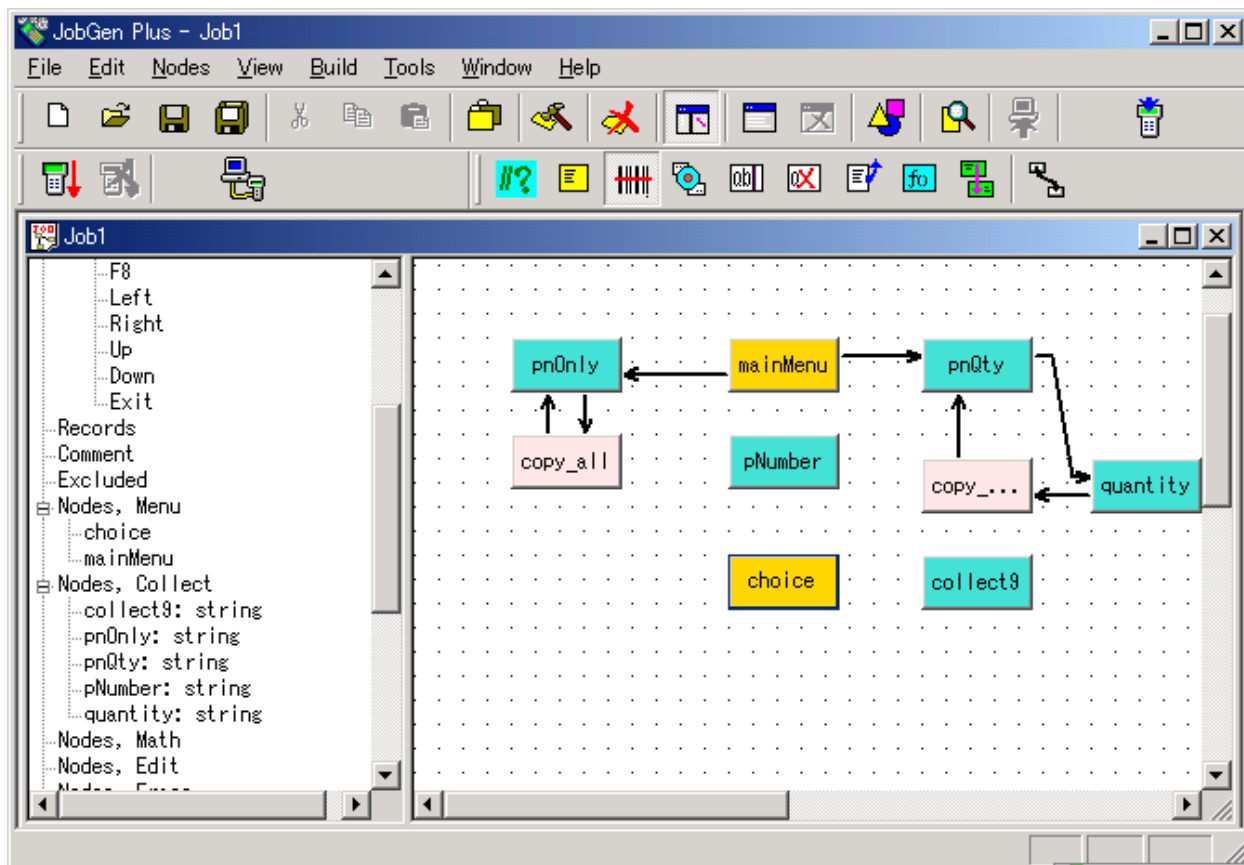 JobGen Plus - Job1
File Edit Nodes View Build Tools Window Help
//? ab fo
Job1
F8
Left
Right
Up
Down
Exit
Records
Comment
Excluded
Nodes, Menu
choice
mainMenu
Nodes, Collect
collect9: string
pnOnly: string
pnQty: string
pNumber: string
quantity: string
Nodes, Math
Nodes, Edit
pnOnly mainMenu pnQty
copy_all pNumber copy_... quantity
choice collect9